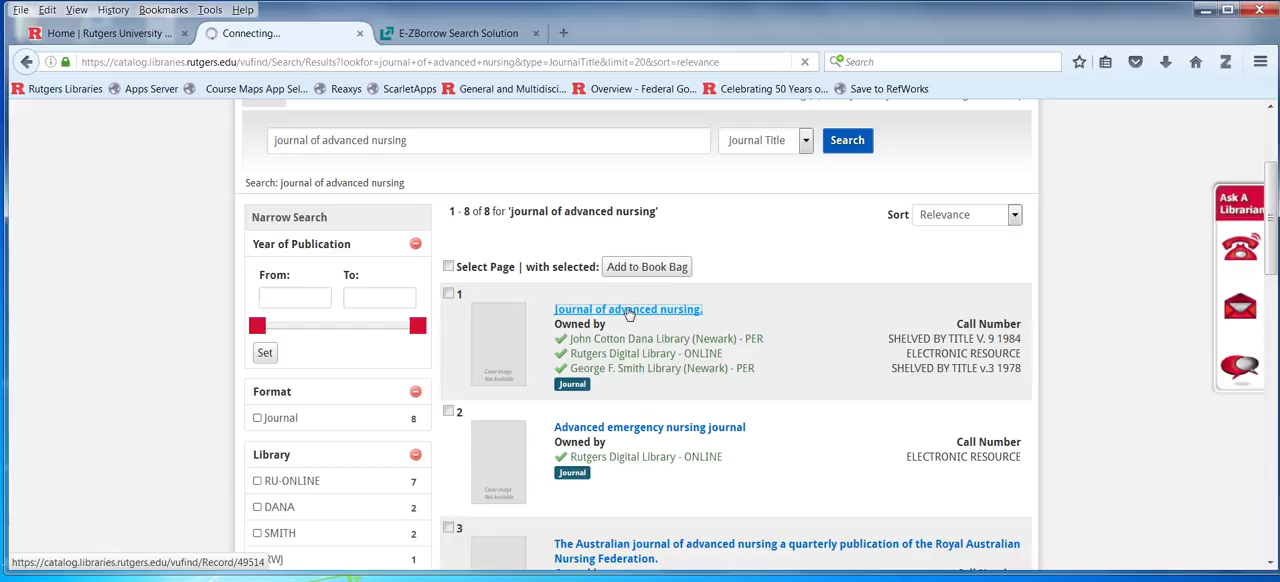 File Edit View History Bookmarks Tools Help
Home | Rutgers University ... × Connecting... × E-ZBorrow Search Solution × +
https://catalog.libraries.rutgers.edu/vufind/Search/Results?lookfor=journal+of+advanced+nursing&type=JournalTitle&limit=20&sort=relevance Search
Rutgers Libraries Apps Server Course Maps App Sel... Reaxys ScarletApps General and Multidisci... Overview - Federal Go... Celebrating 50 Years o... Save to RefWorks
journal of advanced nursing Journal Title Search
Search: journal of advanced nursing
Narrow Search
Year of Publication
From: To:
Set
Format
Journal 8
Library
RU-ONLINE 7
DANA 2
SMITH 2
RWJ 1
1 - 8 of 8 for 'journal of advanced nursing' Sort Relevance
Select Page | with selected: Add to Book Bag
1
Journal of advanced nursing.
Owned by Call Number
John Cotton Dana Library (Newark) - PER SHELVED BY TITLE V. 9 1984
Rutgers Digital Library - ONLINE ELECTRONIC RESOURCE
George F. Smith Library (Newark) - PER SHELVED BY TITLE v.3 1978
Cover Image
Not Available
Journal
2
Advanced emergency nursing journal
Owned by Call Number
Rutgers Digital Library - ONLINE ELECTRONIC RESOURCE
Journal
Cover Image
Not Available
3
The Australian journal of advanced nursing a quarterly publication of the Royal Australian
Nursing Federation.
Ask A
Librarian
https://catalog.libraries.rutgers.edu/vufind/Record/49514